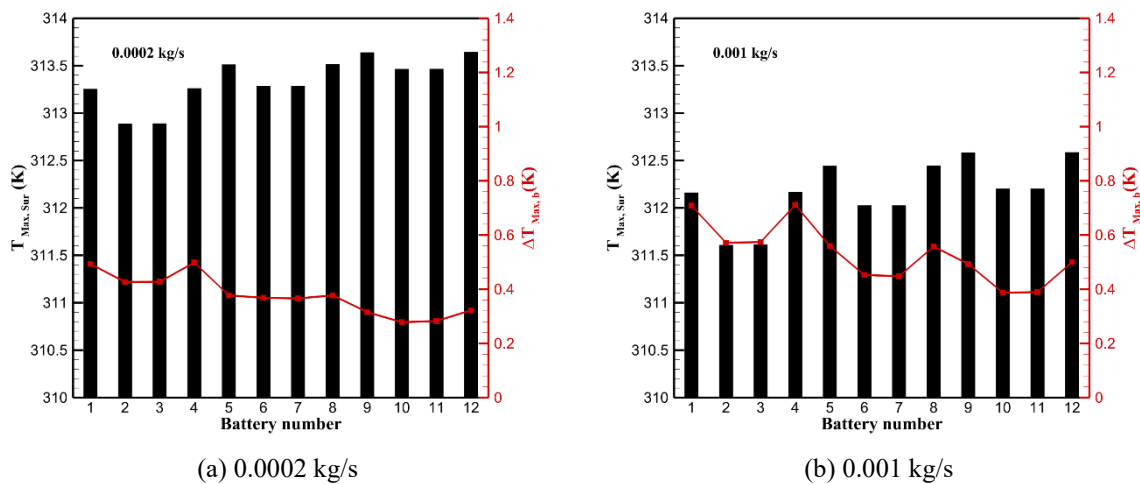 314
313.5
313
312.5
312
311.5
311
310.5
310
T Max, Sur (K)
0.0002 kg/s
1.4
1.2
1
0.8
0.6
0.4
0.2
0
ΔT Max, b(K)
1 2 3 4 5 6 7 8 9 10 11 12
Battery number
(a) 0.0002 kg/s
314
313.5
313
312.5
312
311.5
311
310.5
310
T Max, Sur (K)
0.001 kg/s
1.4
1.2
1
0.8
0.6
0.4
0.2
0
ΔT Max, b(K)
1 2 3 4 5 6 7 8 9 10 11 12
Battery number
(b) 0.001 kg/s